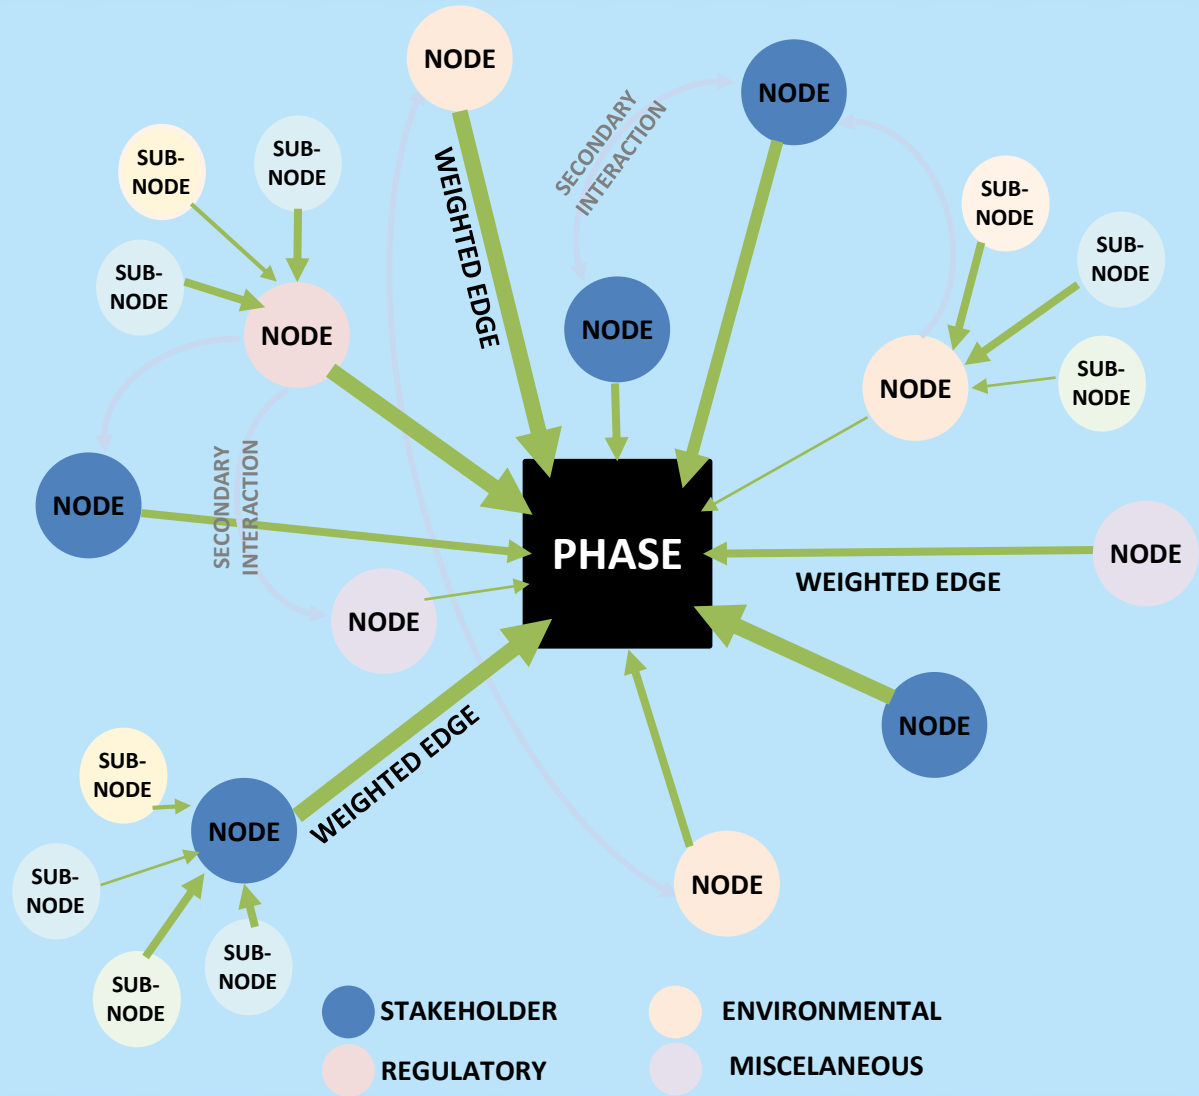 NODE
NODE
SECONDARY
INTERACTION
SUB-
NODE
SUB-
NODE
SUB-
NODE
WEIGHTED EDGE
SUB-
NODE
SUB-
NODE
SUB-
NODE
NODE
NODE
NODE
NODE
SECONDARY
INTERACTION
PHASE
NODE
WEIGHTED EDGE
NODE
NODE
WEIGHTED EDGE
SUB-
NODE
NODE
SUB-
NODE
NODE
SUB-
NODE
SUB-
NODE
STAKEHOLDER
ENVIRONMENTAL
REGULATORY
MISCELANEOUS